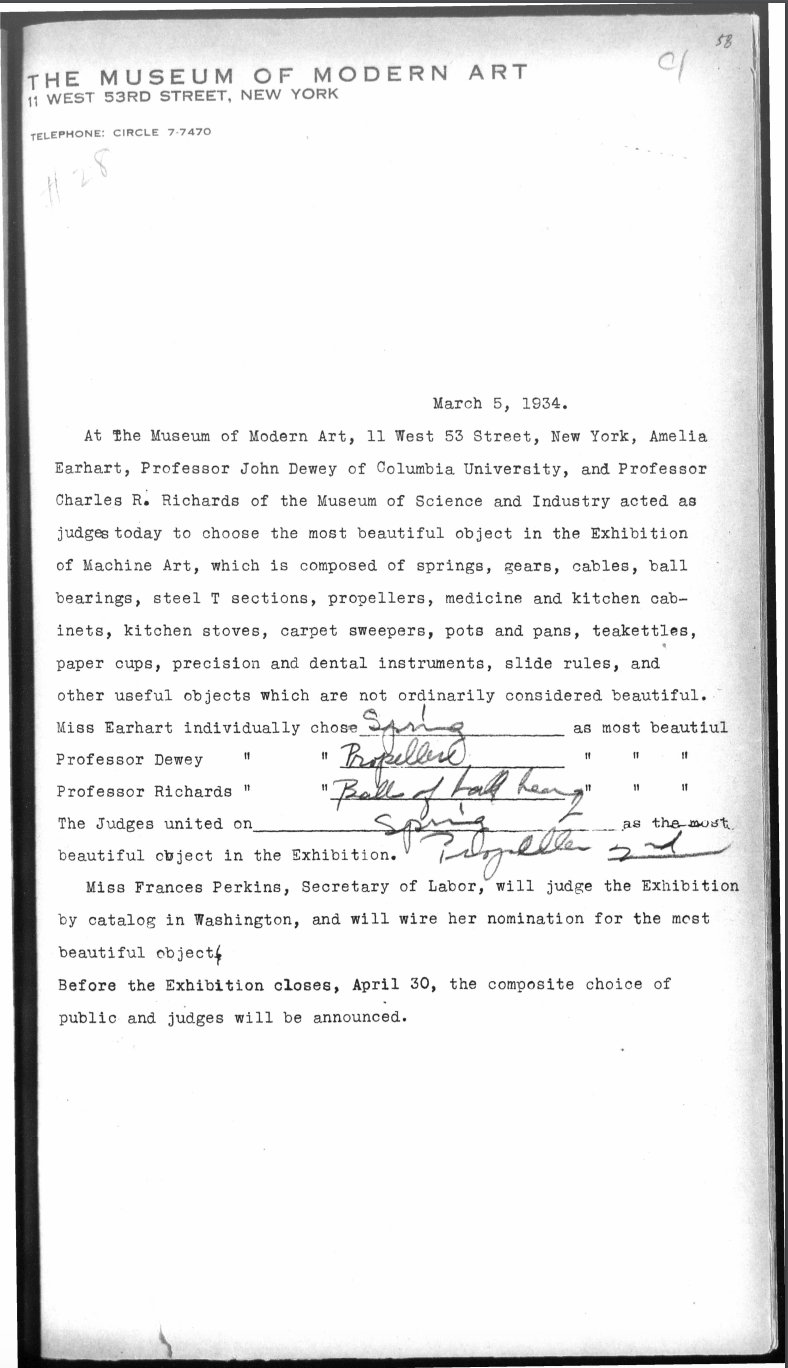 58
C/
THE MUSEUM OF MODERN ART
11 WEST 53RD STREET, NEW YORK
TELEPHONE: CIRCLE 7-7470
# 28
March 5, 1934.
At the Museum of Modern Art, 11 West 53 Street, New York, Amelia
Earhart, Professor John Dewey of Columbia University, and Professor
Charles R. Richards of the Museum of Science and Industry acted as
judges today to choose the most beautiful object in the Exhibition
of Machine Art, which is composed of springs, gears, cables, ball
bearings, steel T sections, propellers, medicine and kitchen cab-
inets, kitchen stoves, carpet sweepers, pots and pans, teakettles,
paper cups, precision and dental instruments, slide rules, and
other useful objects which are not ordinarily considered beautiful.
Miss Earhart individually chose Spring as most beautiul
Professor Dewey " " Propellers " " "
Professor Richards " " Balls of ball bearing " " "
The Judges united on Spring as the most
beautiful object in the Exhibition. Propeller 2nd
Miss Frances Perkins, Secretary of Labor, will judge the Exhibition
by catalog in Washington, and will wire her nomination for the most
beautiful object.
Before the Exhibition closes, April 30, the composite choice of
public and judges will be announced.